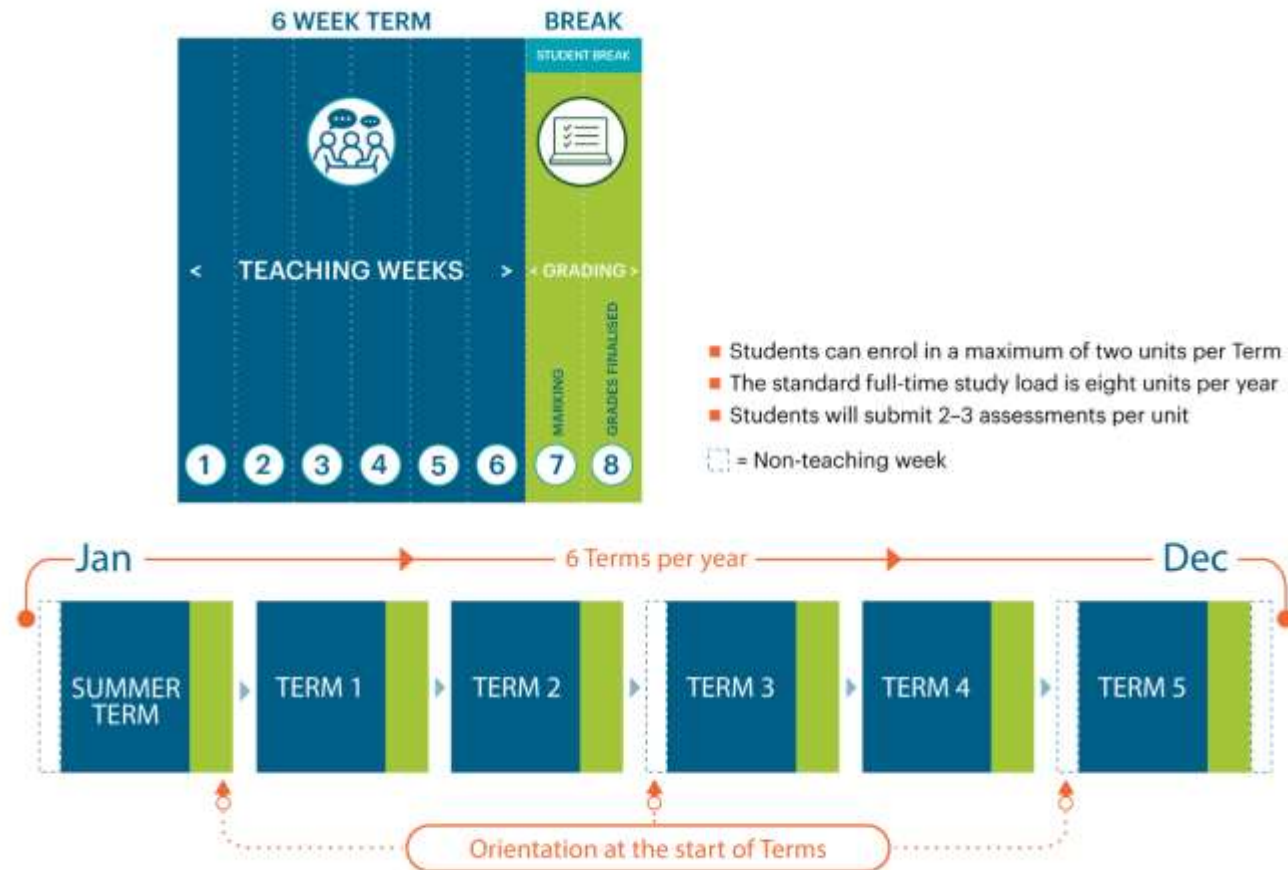 6 WEEK TERM
BREAK
STUDENT BREAK
< TEACHING WEEKS >
< GRADING >
MARKING
GRADES FINALISED
1 2 3 4 5 6 7 8
Students can enrol in a maximum of two units per Term
The standard full-time study load is eight units per year
Students will submit 2–3 assessments per unit
= Non-teaching week
Jan
6 Terms per year
Dec
SUMMER
TERM
TERM 1
TERM 2
TERM 3
TERM 4
TERM 5
Orientation at the start of Terms